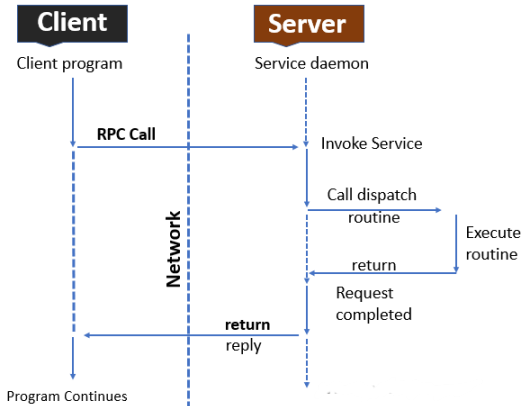 Client
Server
Client program
Service daemon
RPC Call
Invoke Service
Call dispatch
routine
Network
Execute
routine
return
Request
completed
return
reply
Program Continues